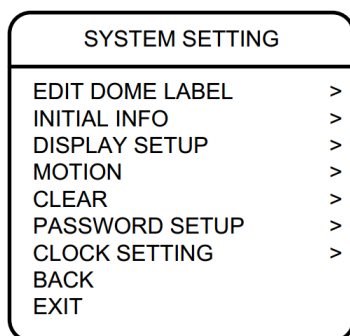 SYSTEM SETTING
EDIT DOME LABEL >
INITIAL INFO >
DISPLAY SETUP >
MOTION >
CLEAR >
PASSWORD SETUP >
CLOCK SETTING >
BACK
EXIT